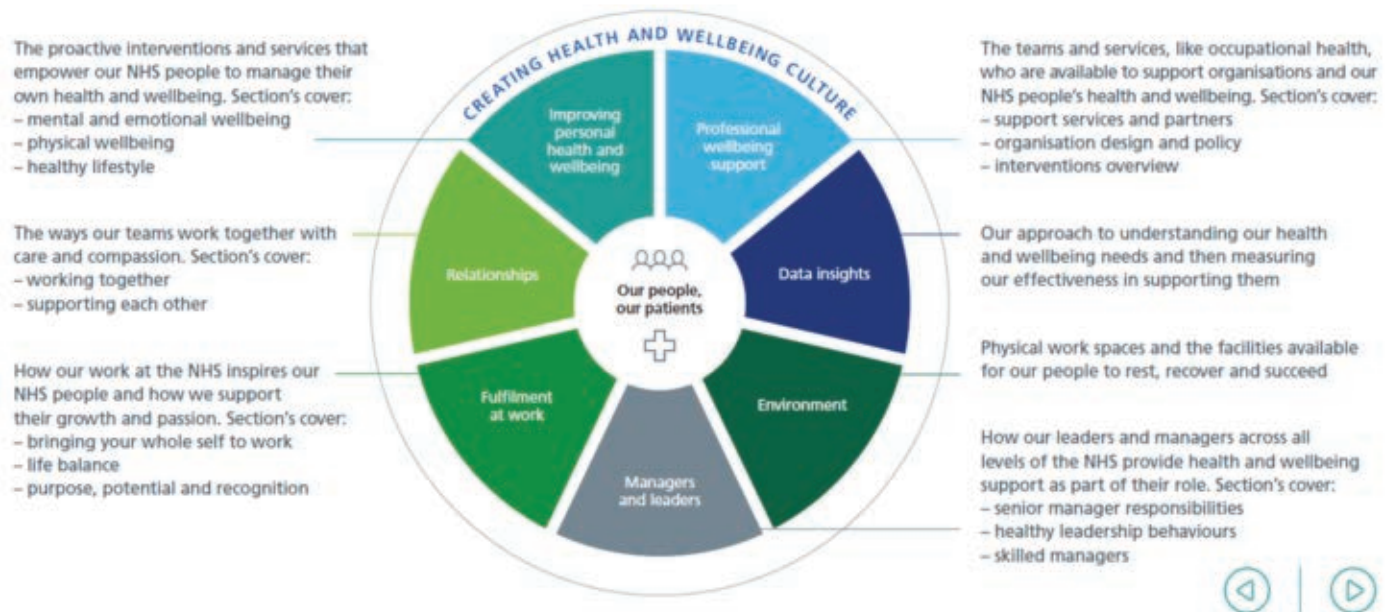 CREATING HEALTH AND WELLBEING CULTURE
The proactive interventions and services that
empower our NHS people to manage their
own health and wellbeing. Section's cover:
– mental and emotional wellbeing
– physical wellbeing
– healthy lifestyle
The ways our teams work together with
care and compassion. Section's cover:
– working together
– supporting each other
How our work at the NHS inspires our
NHS people and how we support
their growth and passion. Section's cover:
– bringing your whole self to work
– life balance
– purpose, potential and recognition
Improving
personal
health and
wellbeing
Professional
wellbeing
support
Relationships
Data insights
Our people,
our patients
Fulfilment
at work
Environment
Managers
and leaders
The teams and services, like occupational health,
who are available to support organisations and our
NHS people's health and wellbeing. Section's cover:
– support services and partners
– organisation design and policy
– interventions overview
Our approach to understanding our health
and wellbeing needs and then measuring
our effectiveness in supporting them
Physical work spaces and the facilities available
for our people to rest, recover and succeed
How our leaders and managers across all
levels of the NHS provide health and wellbeing
support as part of their role. Section's cover:
– senior manager responsibilities
– healthy leadership behaviours
– skilled managers